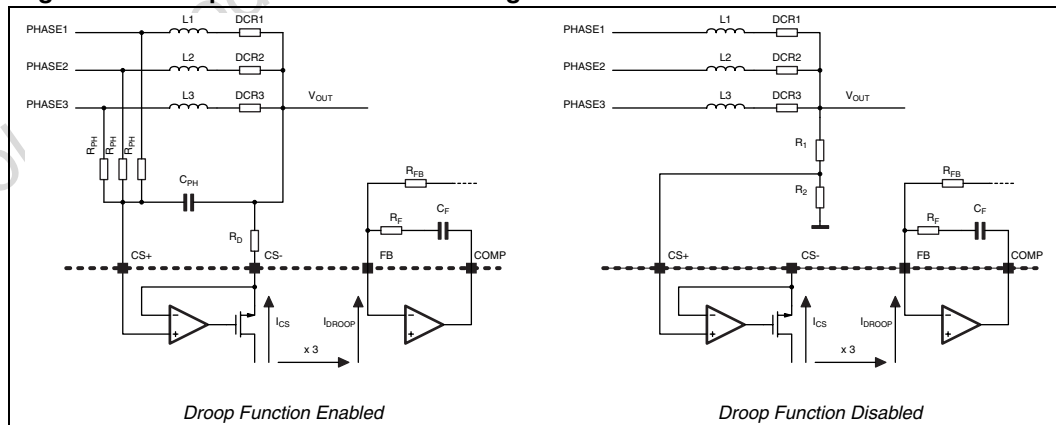 PHASE1
L1
DCR1
PHASE2
L2
DCR2
PHASE3
L3
DCR3
VOUT
RPH
RPH
RPH
CPH
RD
RFB
RF
CF
CS+
CS-
FB
COMP
ICS
IDROOP
x 3
Droop Function Enabled
PHASE1
L1
DCR1
PHASE2
L2
DCR2
PHASE3
L3
DCR3
VOUT
R1
R2
RFB
RF
CF
CS+
CS-
FB
COMP
ICS
IDROOP
x 3
Droop Function Disabled